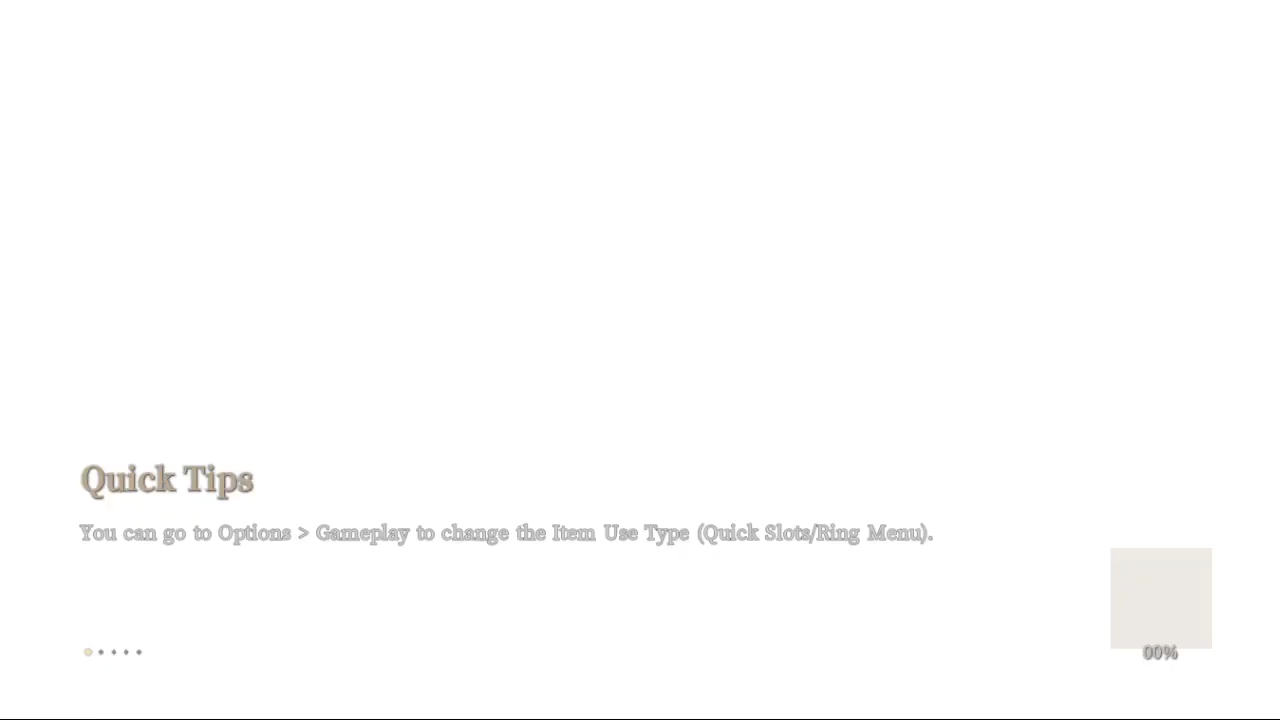 Quick Tips
You can go to Options > Gameplay to change the Item Use Type (Quick Slots/Ring Menu).
00%